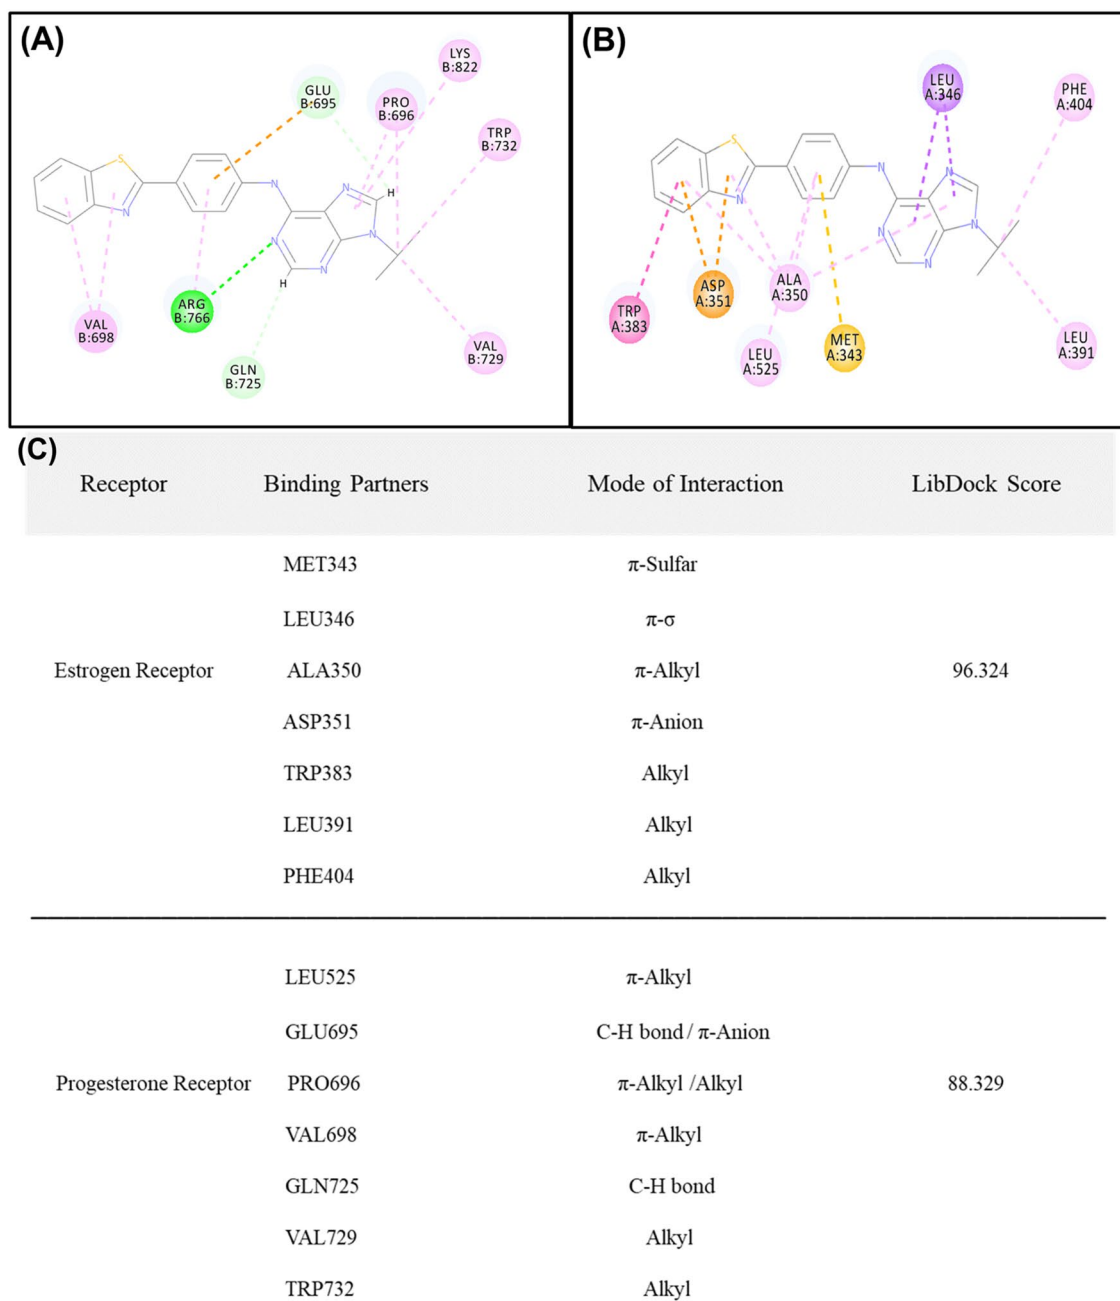 (A)
LYS
B:822
GLU
B:695
PRO
B:696
TRP
B:732
S
N
N
N
H
N
N
N
H
ARG
B:766
VAL
B:698
VAL
B:729
GLN
B:725
(B)
LEU
A:346
PHE
A:404
S
N
N
N
N
N
N
TRP
A:383
ASP
A:351
ALA
A:350
LEU
A:525
MET
A:343
LEU
A:391
(C)
Receptor Binding Partners Mode of Interaction LibDock Score
MET343 π-Sulfar
LEU346 π-σ
Estrogen Receptor ALA350 π-Alkyl 96.324
ASP351 π-Anion
TRP383 Alkyl
LEU391 Alkyl
PHE404 Alkyl
LEU525 π-Alkyl
GLU695 C-H bond / π-Anion
Progesterone Receptor PRO696 π-Alkyl /Alkyl 88.329
VAL698 π-Alkyl
GLN725 C-H bond
VAL729 Alkyl
TRP732 Alkyl